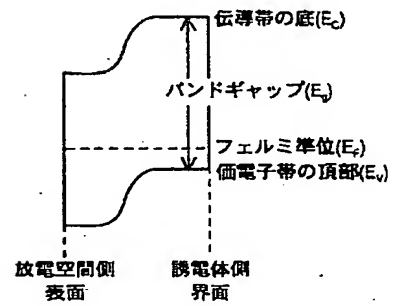 伝導帯の底(Ec)
バンドギャップ(Eg)
フェルミ準位(Ef)
価電子帯の頂部(Ev)
放電空間側
表面
誘電体側
界面